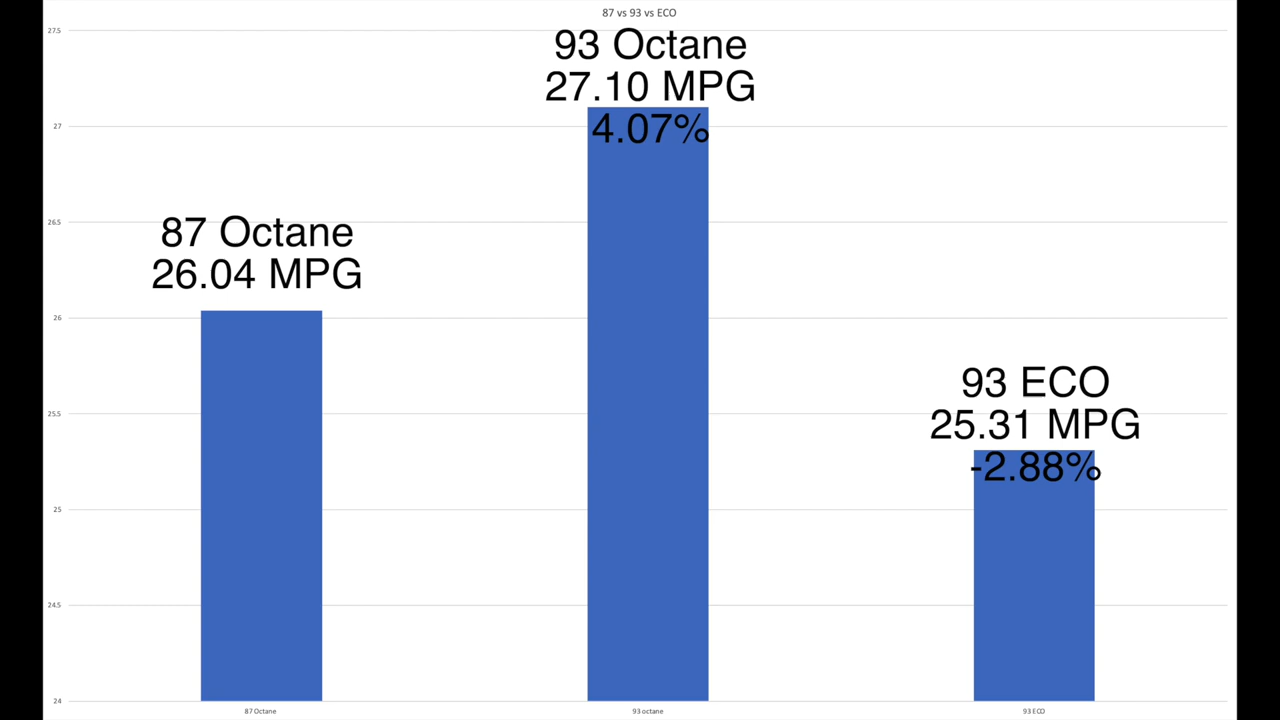 87 vs 93 vs ECO
27.5
93 Octane
27.10 MPG
4.07%
27
26.5
87 Octane
26.04 MPG
26
93 ECO
25.31 MPG
-2.88%
25.5
25
24.5
24
87 Octane
93 octane
93 ECO